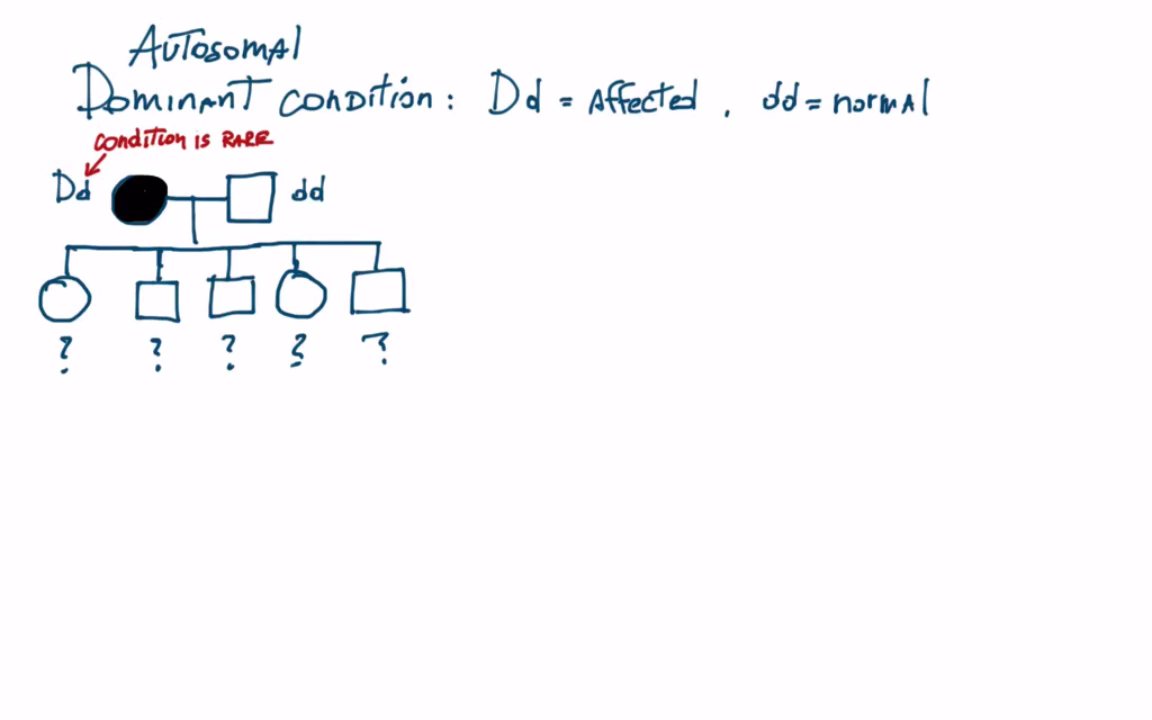 Autosomal
Dominant condition: Dd = Affected, dd = normal
condition is RARE
Dd dd
? ? ? ? ?